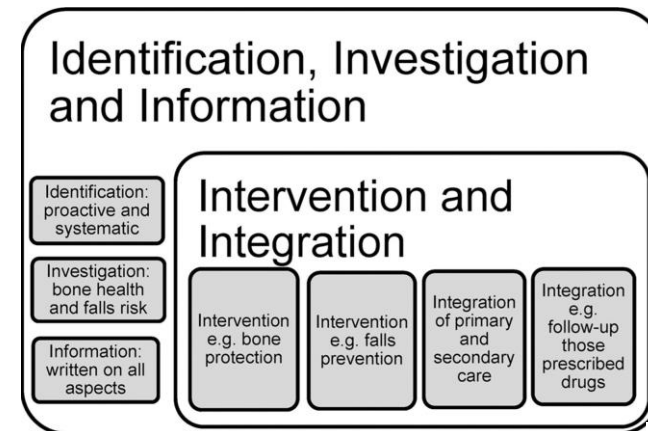 Identification, Investigation
and Information
Identification:
proactive and
systematic
Investigation:
bone health
and falls risk
Information:
written on all
aspects
Intervention and
Integration
Intervention
e.g. bone
protection
Intervention
e.g. falls
prevention
Integration
of primary
and
secondary
care
Integration
e.g.
follow-up
those
prescribed
drugs